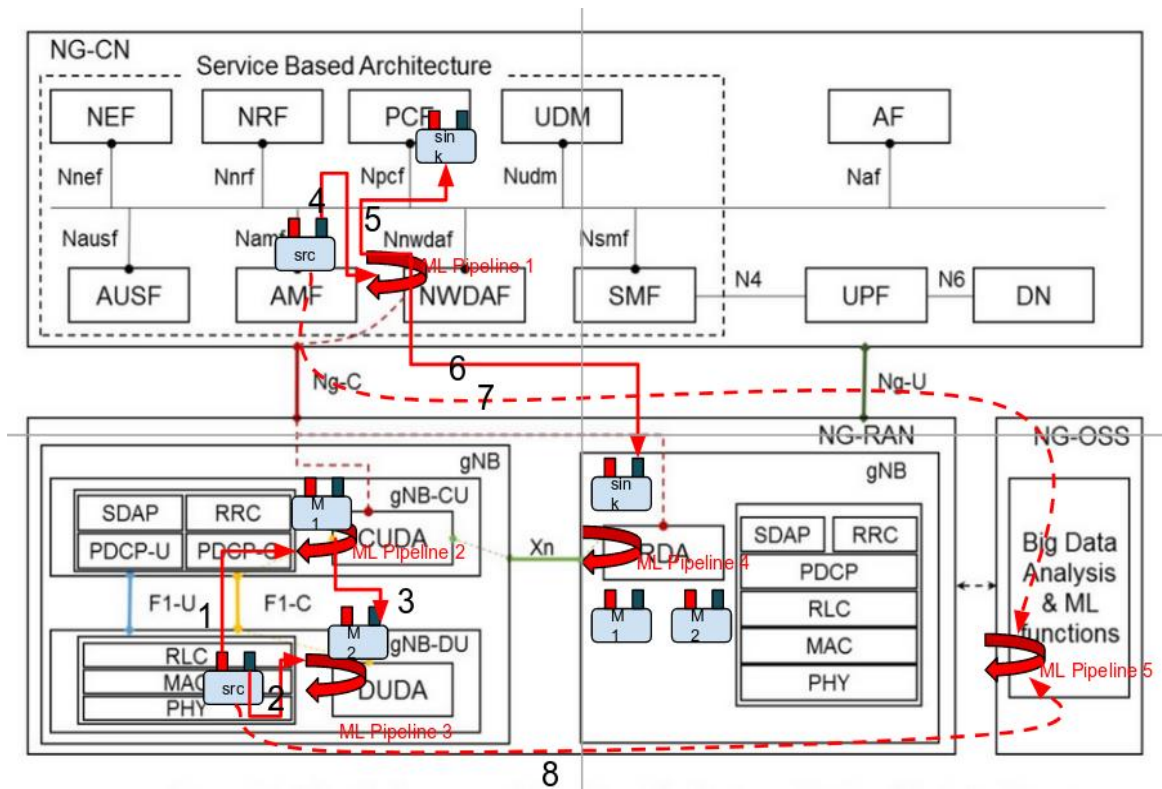 NG-CN
Service Based Architecture
NEF
NRF
PCF
UDM
AF
sin
k
Nnef
Nnrf
Npcf
Nudm
Naf
4
5
Nausf
Namf
Nnwdaf
Nsmf
src
ML Pipeline 1
AUSF
AMF
NWDAF
SMF
N4
UPF
N6
DN
6
Ng-C
7
Ng-U
NG-RAN
NG-OSS
gNB
gNB
gNB-CU
sin
k
SDAP
RRC
M
1
CUDA
PDCP-U
PDCP-C
ML Pipeline 2
Xn
RDA
ML Pipeline 4
SDAP
RRC
PDCP
RLC
MAC
PHY
Big Data
Analysis
& ML
functions
F1-U
1
F1-C
3
M
1
M
2
M
2
gNB-DU
RLC
MAC
PHY
src
2
DUDA
ML Pipeline 3
ML Pipeline 5
8